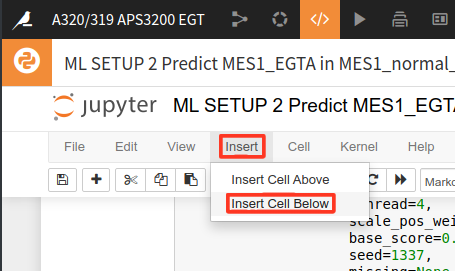 A320/319 APS3200 EGT
ML SETUP 2 Predict MES1_EGTA in MES1_normal_
jupyter ML SETUP 2 Predict MES1_EGTA
File Edit View Insert Cell Kernel Help
Insert Cell Above
Insert Cell Below
Marko
thread=4,
scale_pos_wei
base_score=0.
seed=1337,
missing=None